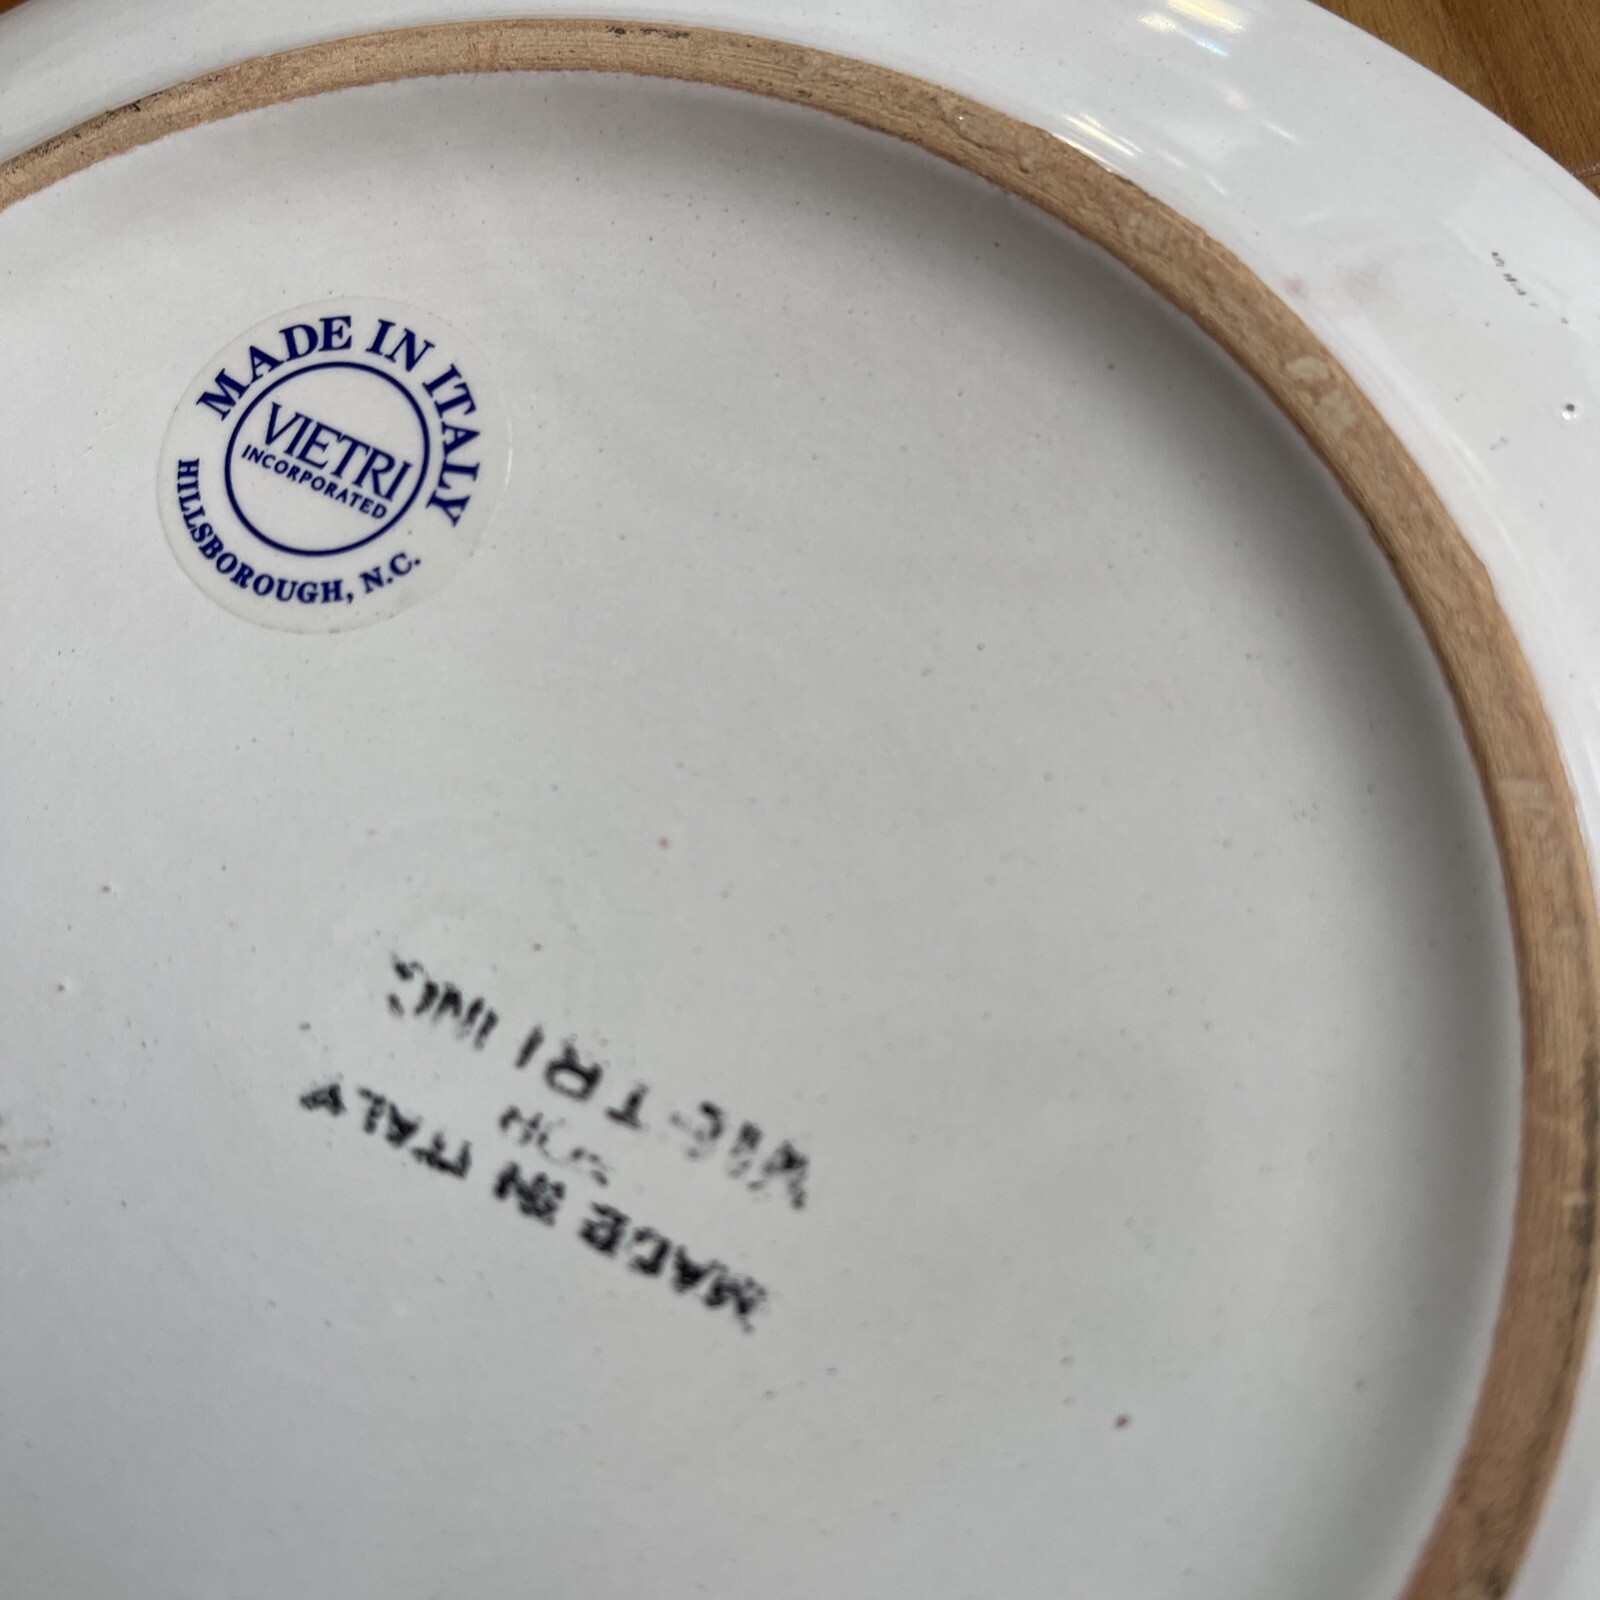 MADE IN ITALY
VIETRI
INCORPORATED
HILLSBOROUGH, N.C.
MADE IN ITALY
FOR
VIETRI INC